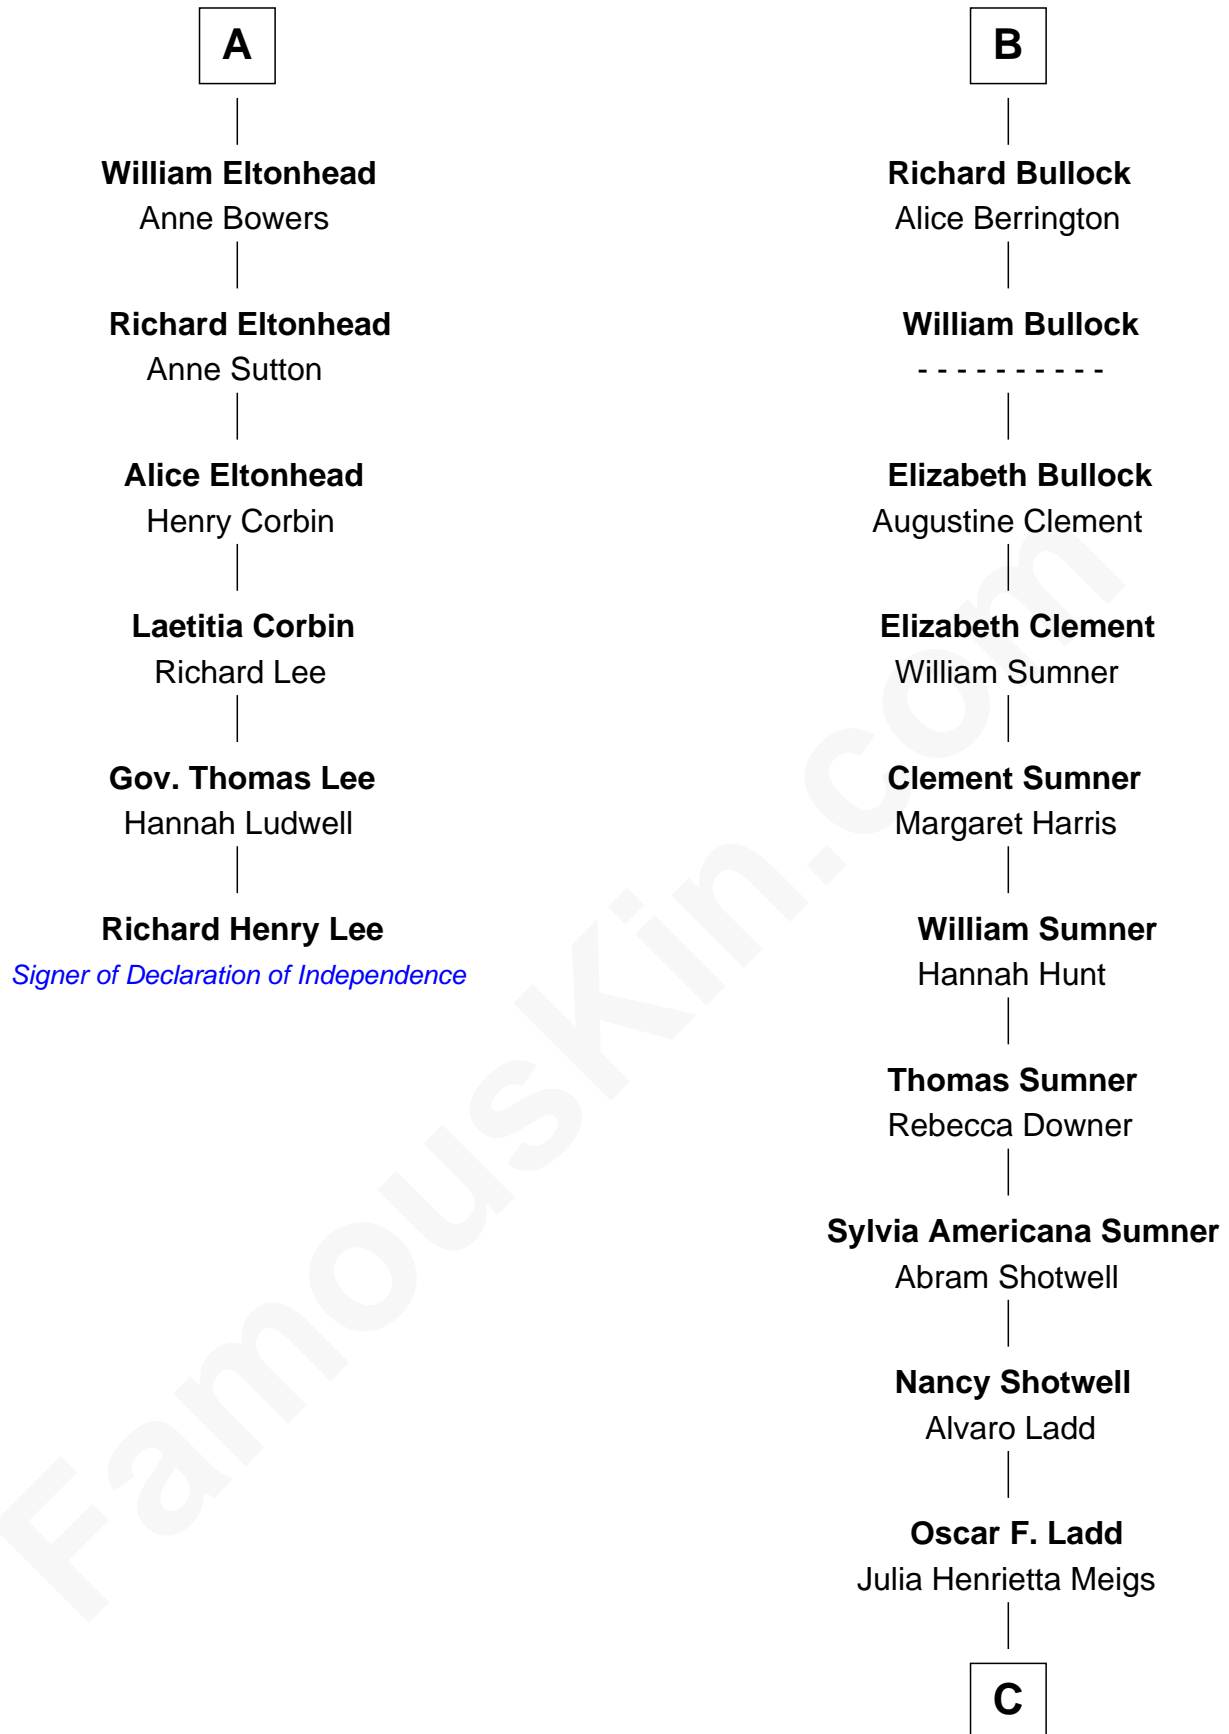 A
William Eltonhead
Anne Bowers
Richard Eltonhead
Anne Sutton
Alice Eltonhead
Henry Corbin
Laetitia Corbin
Richard Lee
Gov. Thomas Lee
Hannah Ludwell
Richard Henry Lee
Signer of Declaration of Independence
B
Richard Bullock
Alice Berrington
William Bullock
- - - - - - - - - -
Elizabeth Bullock
Augustine Clement
Elizabeth Clement
William Sumner
Clement Sumner
Margaret Harris
William Sumner
Hannah Hunt
Thomas Sumner
Rebecca Downer
Sylvia Americana Sumner
Abram Shotwell
Nancy Shotwell
Alvaro Ladd
Oscar F. Ladd
Julia Henrietta Meigs
C
FamousKin.com